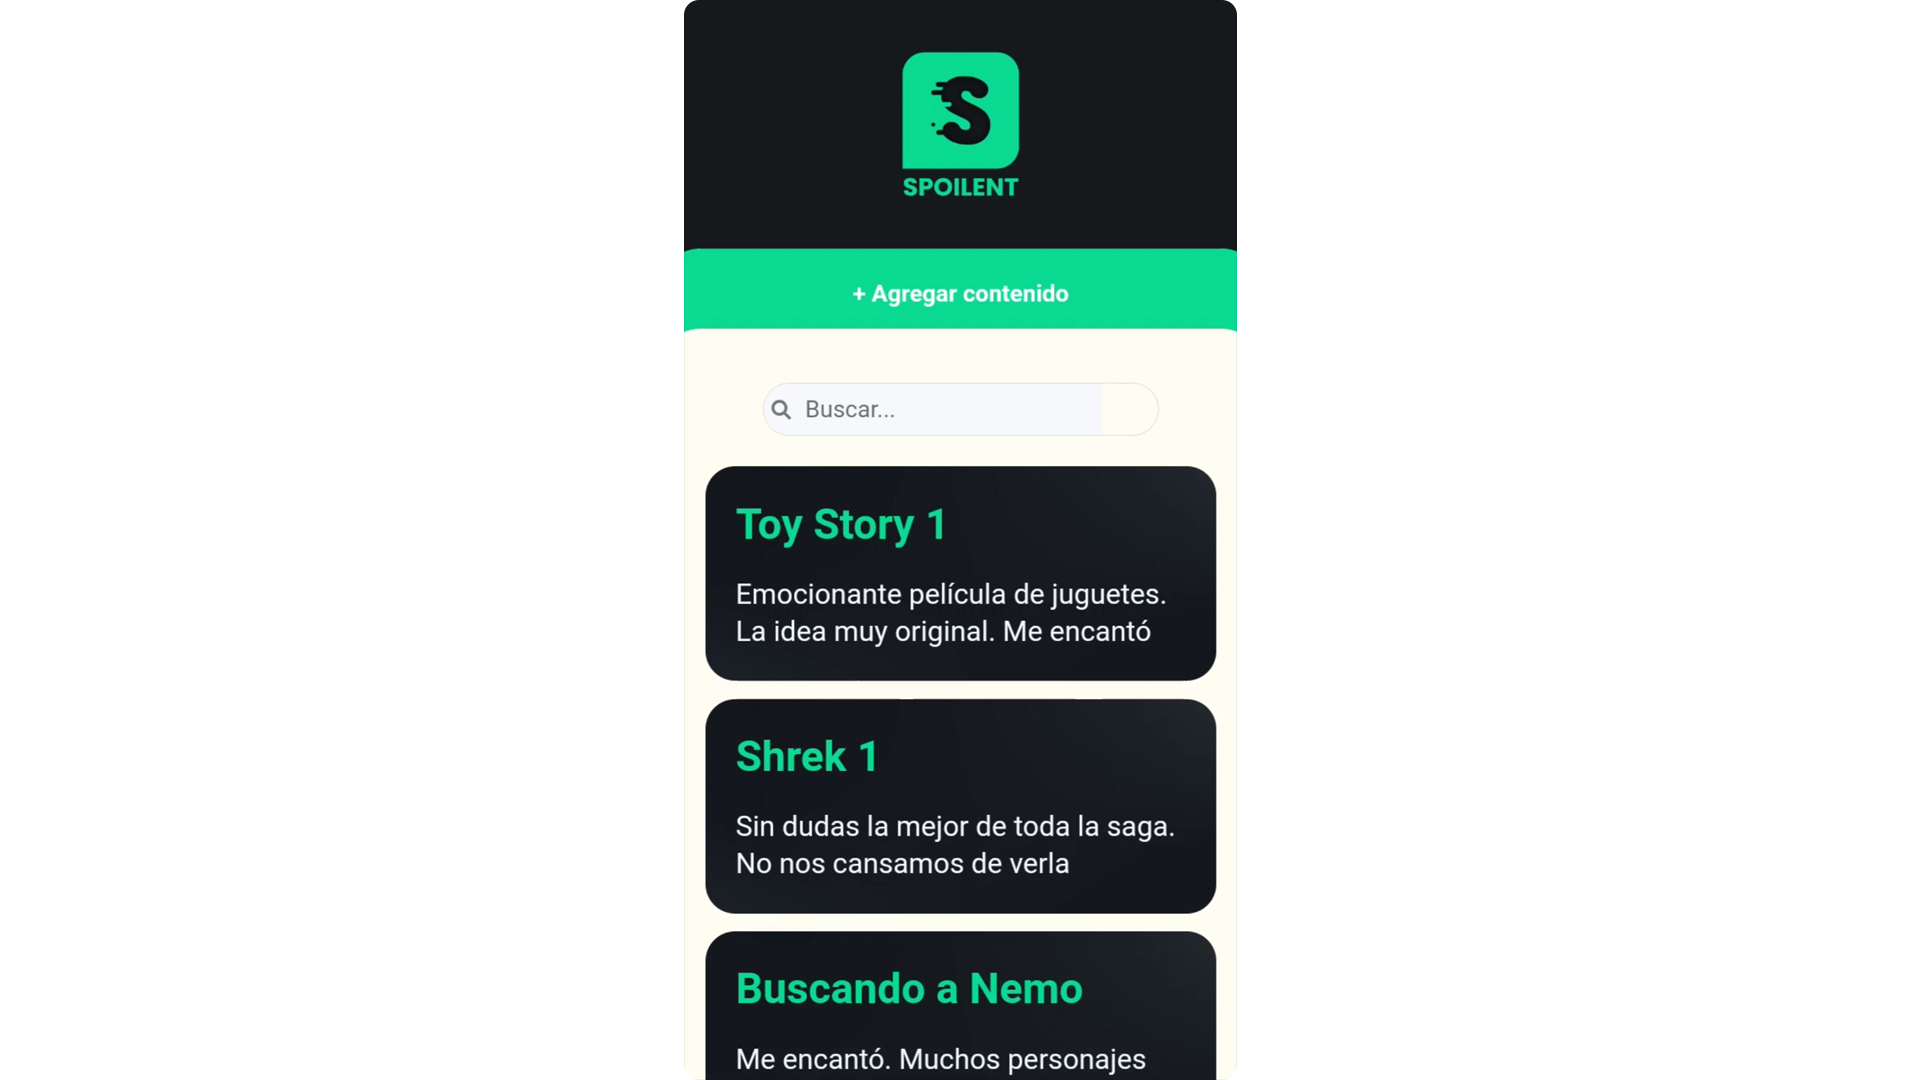 S
SPOILENT
+ Agregar contenido
Buscar...
Toy Story 1
Emocionante película de juguetes.
La idea muy original. Me encantó
Shrek 1
Sin dudas la mejor de toda la saga.
No nos cansamos de verla
Buscando a Nemo
Me encantó. Muchos personajes